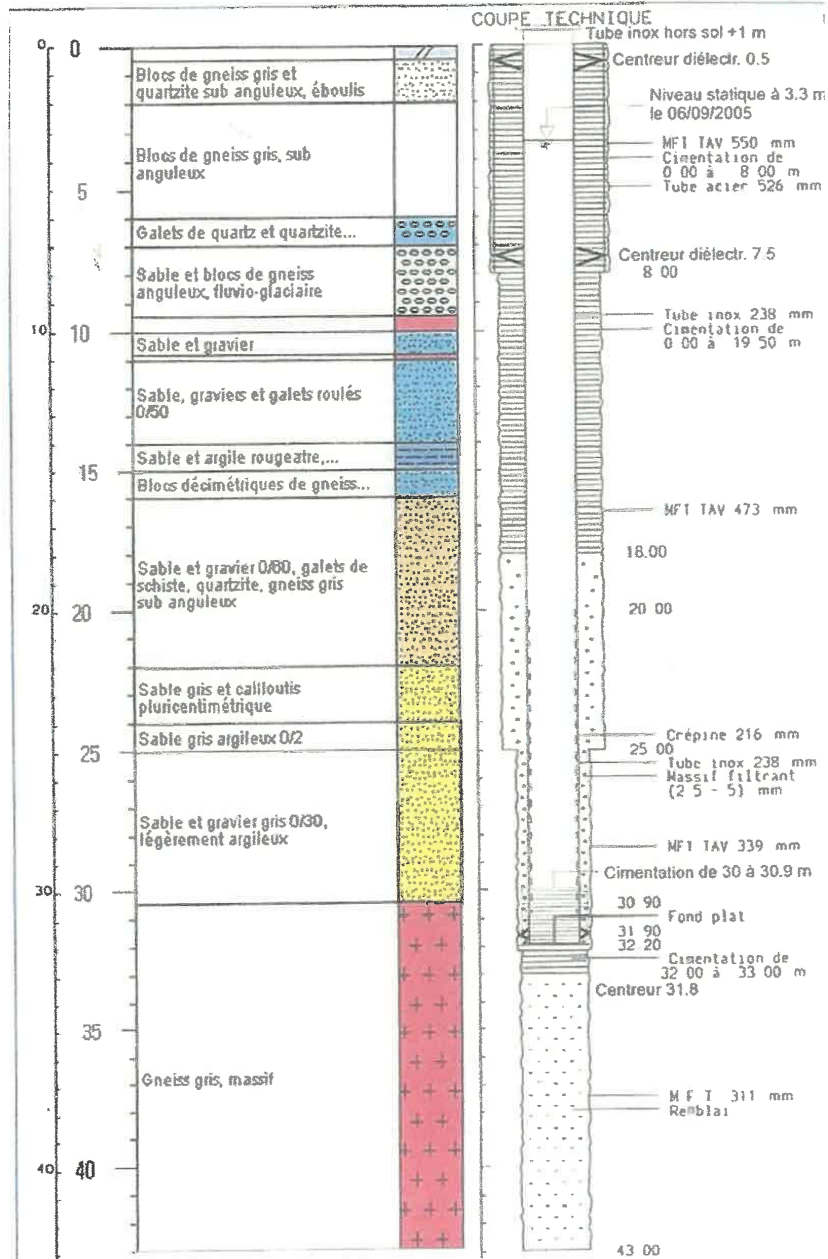 COUPE TECHNIQUE
Tube inox hors sol +1 m
0
0
Centreur diélectr. 0.5
Blocs de gneiss gris et
quartzite sub anguleux, éboulis
Niveau statique à 3.3 m
le 06/09/2005
MFT TAV 550 mm
Cimentation de
0 00 à 8 00 m
Tube acier 526 mm
Blocs de gneiss gris, sub
anguleux
5
Galets de quartz et quartzite...
Centreur diélectr. 7.5
8 00
Sable et blocs de gneiss
anguleux, fluvio-glaciaire
Tube inox 238 mm
Cimentation de
0 00 à 19 50 m
10
10
Sable et gravier
Sable, graviers et galets roulés
0/50
Sable et argile rougeatre,...
15
Blocs décimétriques de gneiss...
MFT TAV 473 mm
18.00
Sable et gravier 0/60, galets de
schiste, quartzite, gneiss gris
sub anguleux
20
20
20 00
Sable gris et cailloutis
pluricentimétrique
Sable gris argileux 0/2
Crépine 216 mm
25
25 00
Tube inox 238 mm
Massif filtrant
(2 5 - 5) mm
Sable et gravier gris 0/30,
légèrement argileux
MFT TAV 339 mm
Cimentation de 30 à 30.9 m
30
30
30 90
Fond plat
31 90
32 20
Cimentation de
32 00 à 33 00 m
Centreur 31.8
35
Gneiss gris, massif
M F T 311 mm
Remblai
40
40
43 00